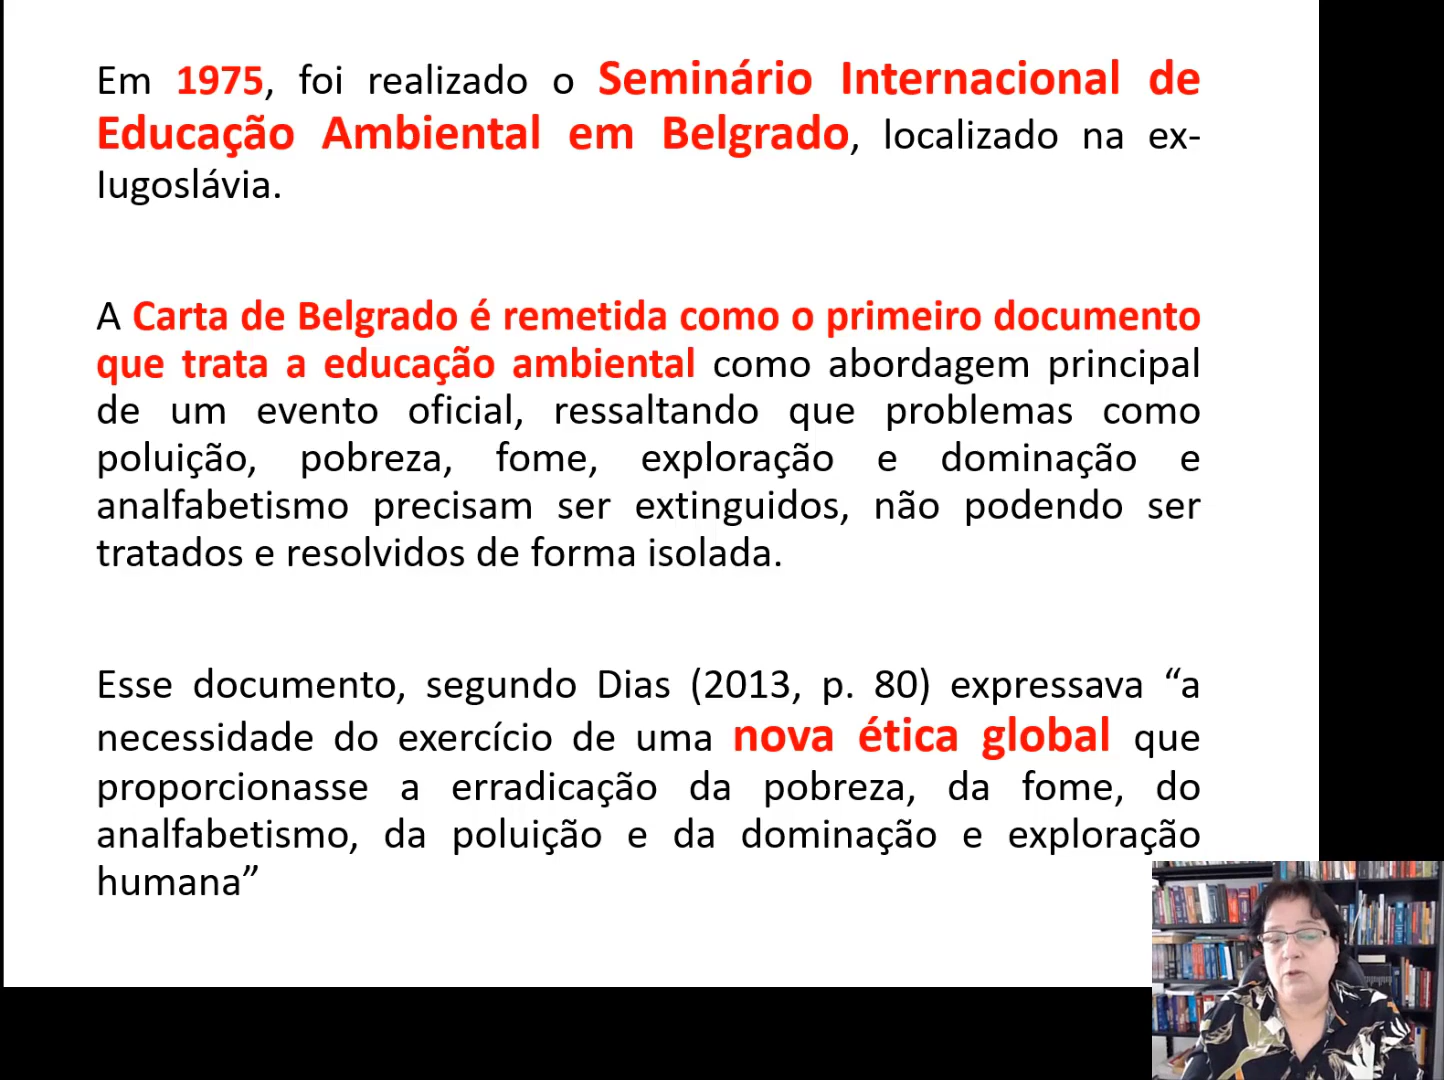 Em 1975, foi realizado o Seminário Internacional de
Educação Ambiental em Belgrado, localizado na ex-
Iugoslávia.
A Carta de Belgrado é remetida como o primeiro documento
que trata a educação ambiental como abordagem principal
de um evento oficial, ressaltando que problemas como
poluição, pobreza, fome, exploração e dominação e
analfabetismo precisam ser extinguidos, não podendo ser
tratados e resolvidos de forma isolada.
Esse documento, segundo Dias (2013, p. 80) expressava “a
necessidade do exercício de uma nova ética global que
proporcionasse a erradicação da pobreza, da fome, do
analfabetismo, da poluição e da dominação e exploração
humana”